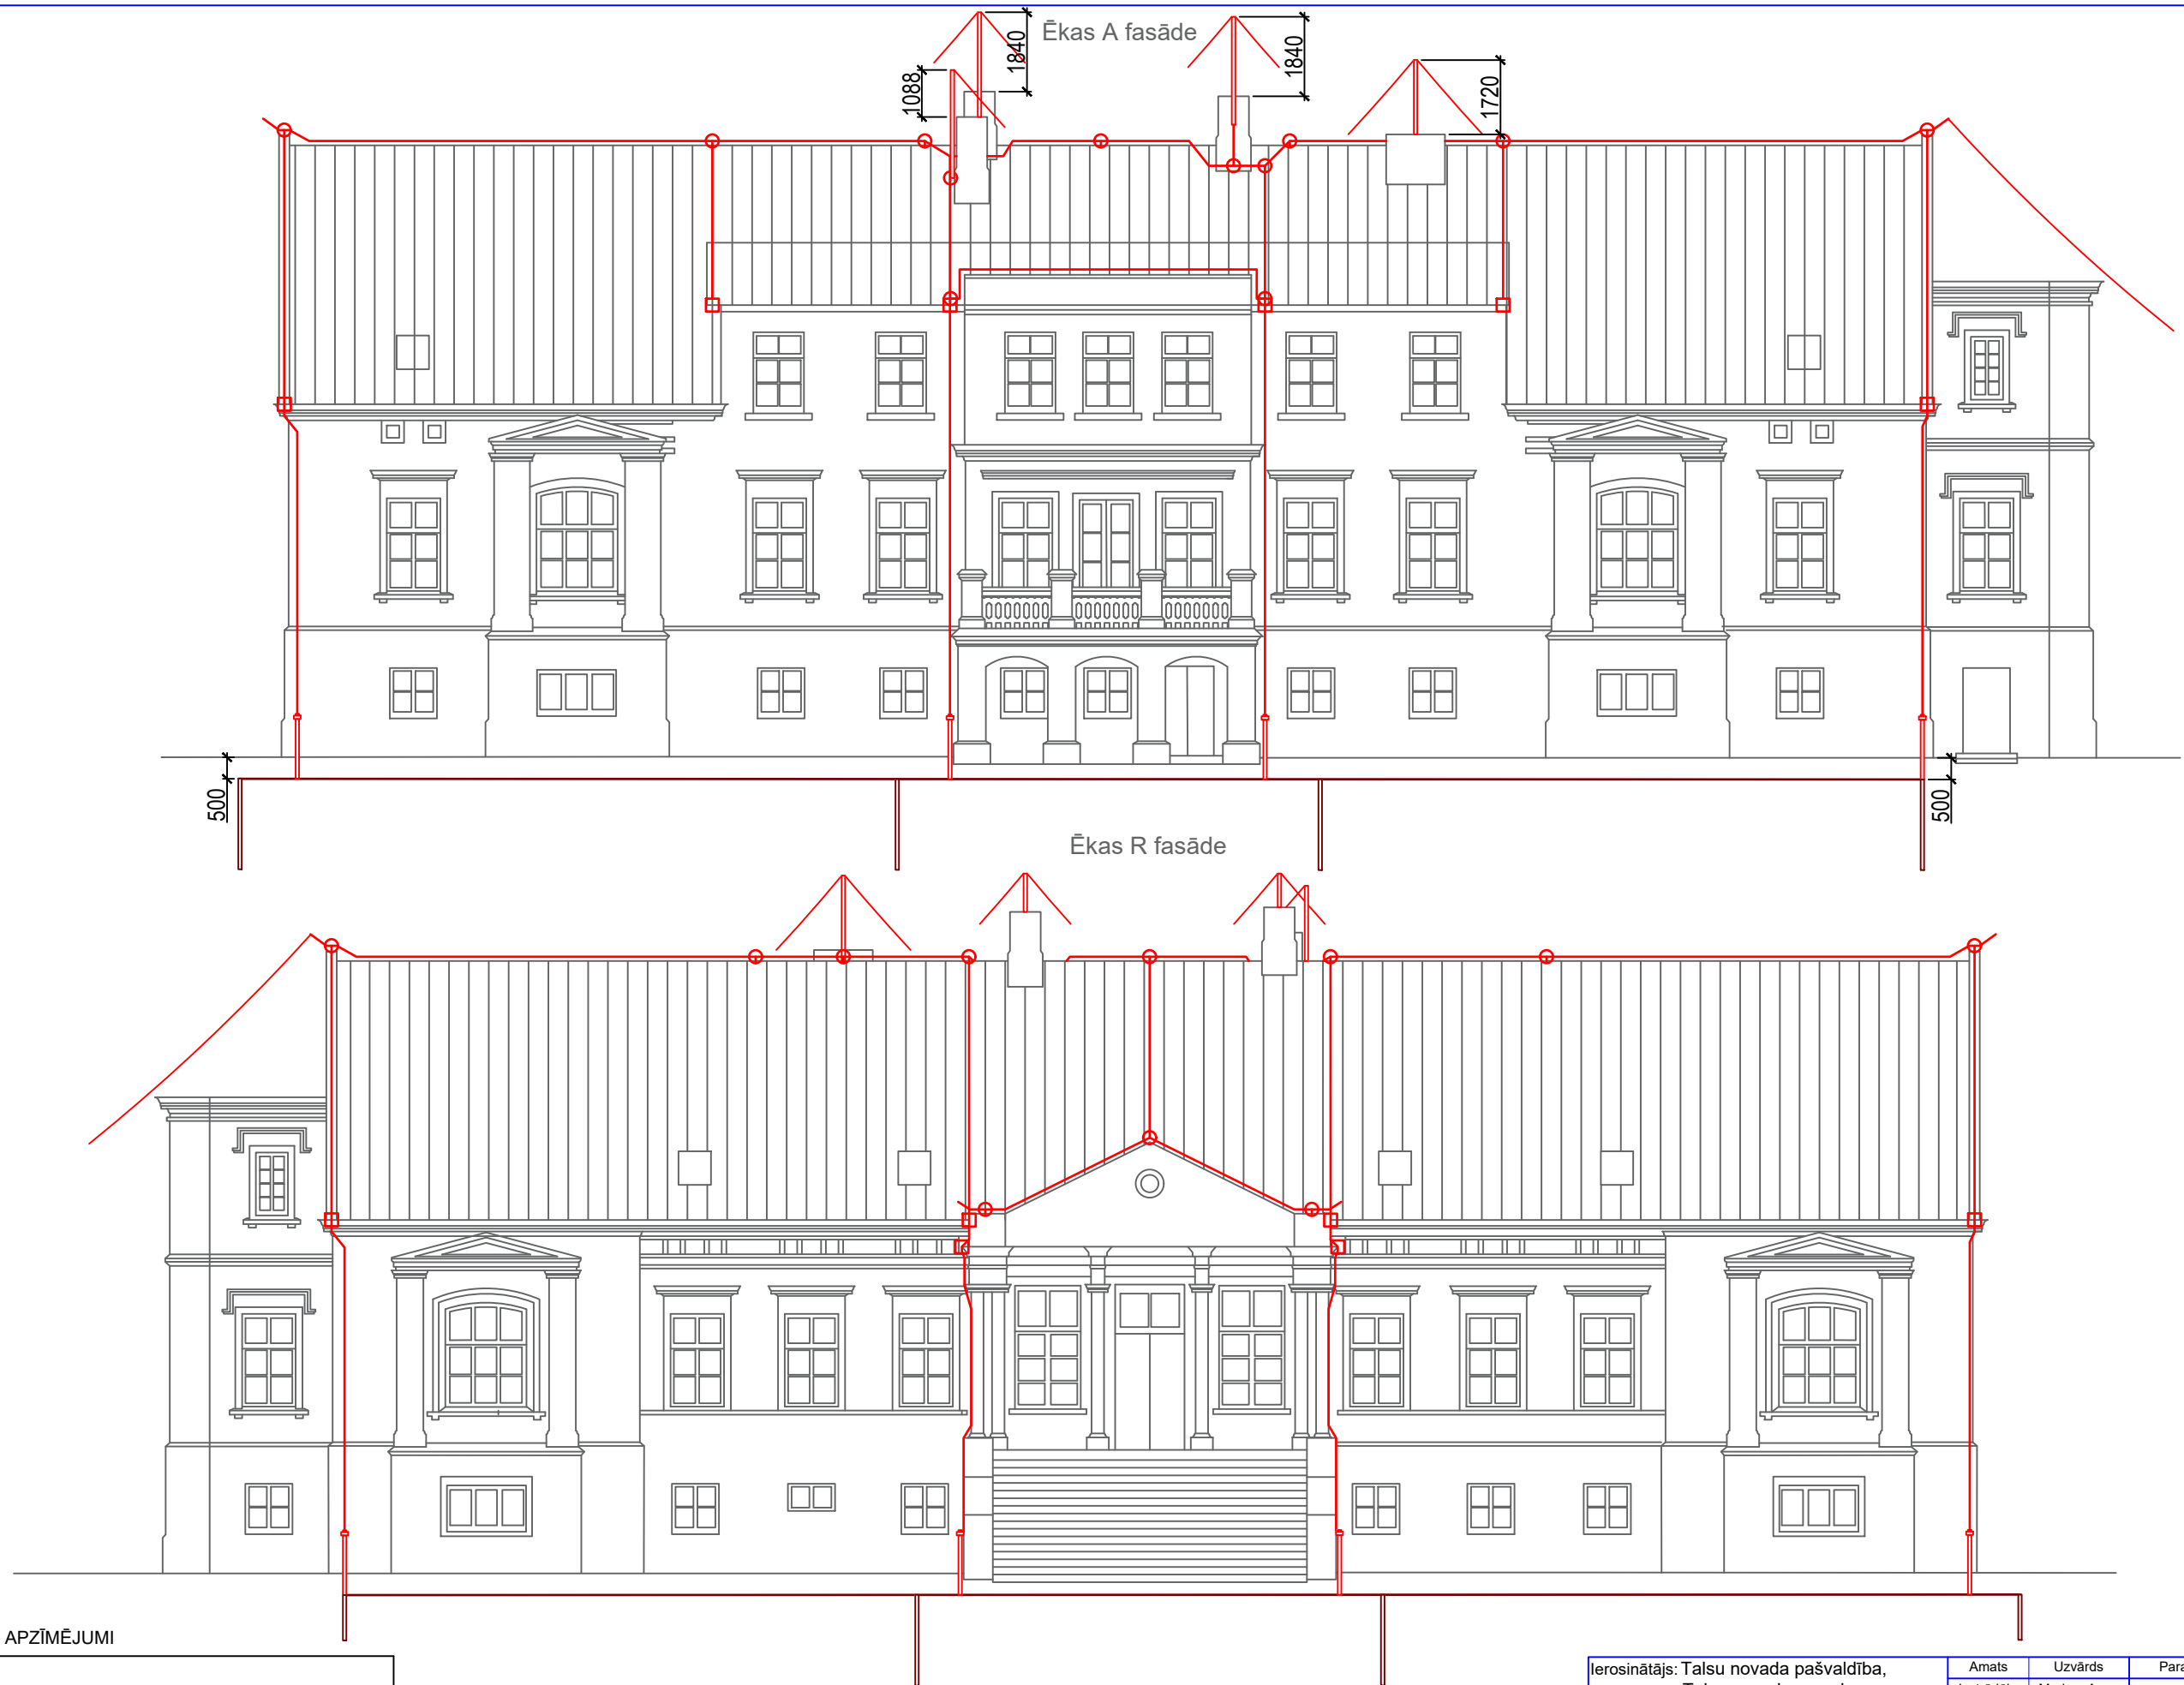 Ēkas A fasāde
1840
1840
1088
1720
500
500
Ēkas R fasāde
APZĪMĒJUMI
Ierosinātājs: Talsu novada pašvaldība,
Amats
Uzvārds